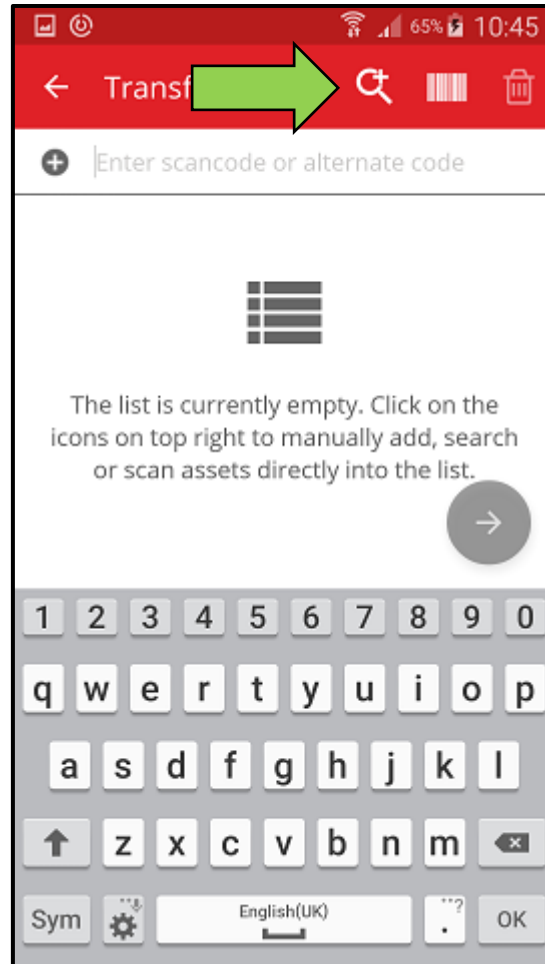 65% 10:45
Transf
Enter scancode or alternate code
The list is currently empty. Click on the
icons on top right to manually add, search
or scan assets directly into the list.
1 2 3 4 5 6 7 8 9 0
q w e r t y u i o p
a s d f g h j k l
z x c v b n m
Sym English(UK) . ? OK